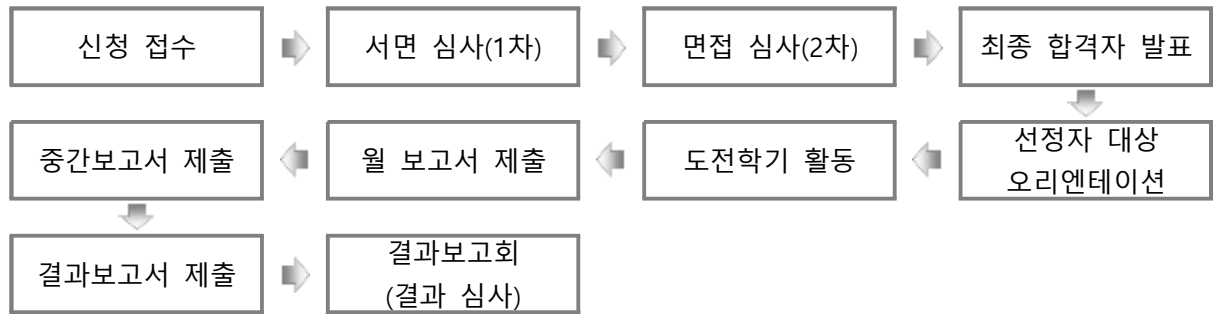 신청 접수
서면 심사(1차)
면접 심사(2차)
최종 합격자 발표
선정자 대상
오리엔테이션
도전학기 활동
월 보고서 제출
중간보고서 제출
결과보고서 제출
결과보고회
(결과 심사)